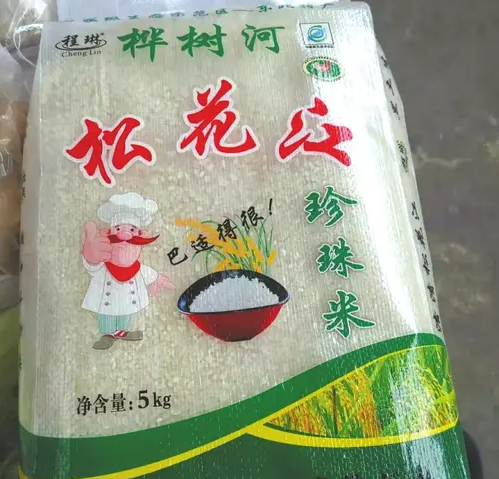 程琳
Cheng Lin
桦树河
松花江
珍珠米
巴适得很!
净含量:5kg